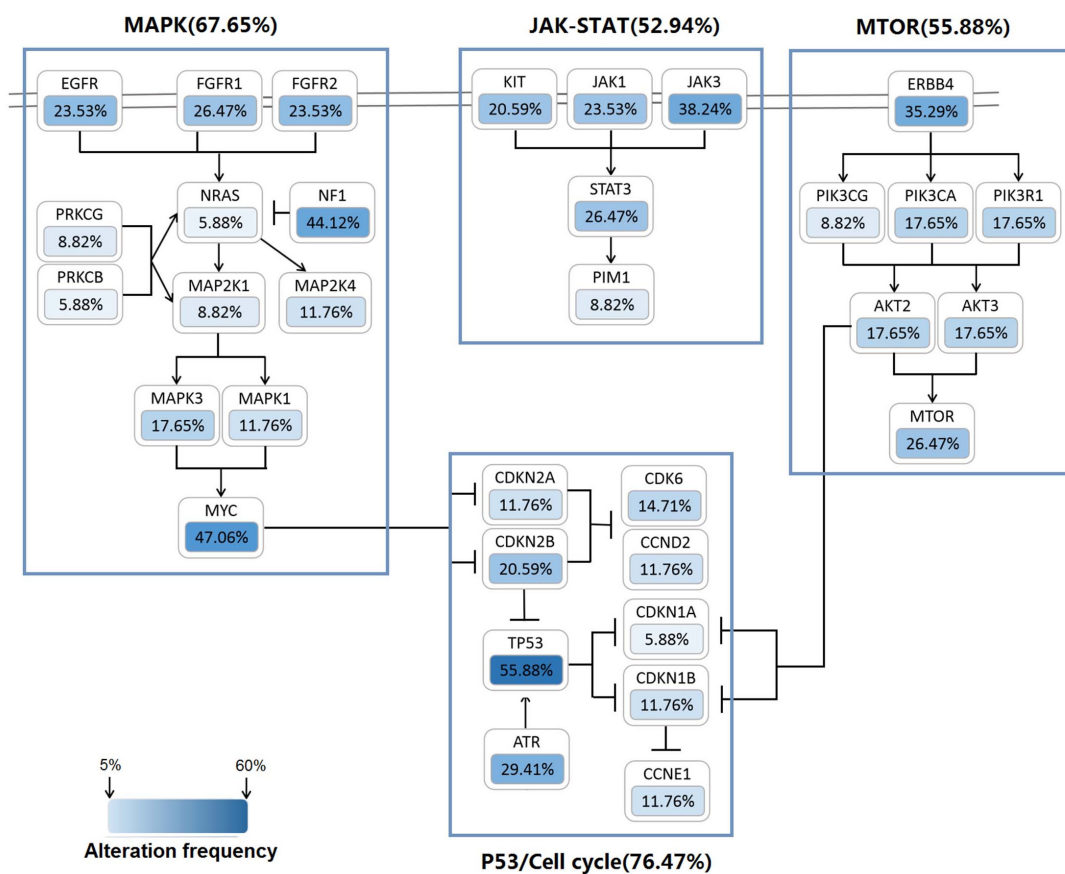 MAPK(67.65%)
JAK-STAT(52.94%)
MTOR(55.88%)
EGFR
23.53%
FGFR1
26.47%
FGFR2
23.53%
NRAS
5.88%
NF1
44.12%
PRKCG
8.82%
PRKCB
5.88%
MAP2K1
8.82%
MAP2K4
11.76%
MAPK3
17.65%
MAPK1
11.76%
MYC
47.06%
KIT
20.59%
JAK1
23.53%
JAK3
38.24%
STAT3
26.47%
PIM1
8.82%
ERBB4
35.29%
PIK3CG
8.82%
PIK3CA
17.65%
PIK3R1
17.65%
AKT2
17.65%
AKT3
17.65%
MTOR
26.47%
CDKN2A
11.76%
CDKN2B
20.59%
CDK6
14.71%
CCND2
11.76%
TP53
55.88%
CDKN1A
5.88%
CDKN1B
11.76%
ATR
29.41%
CCNE1
11.76%
P53/Cell cycle(76.47%)
5%
60%
Alteration frequency